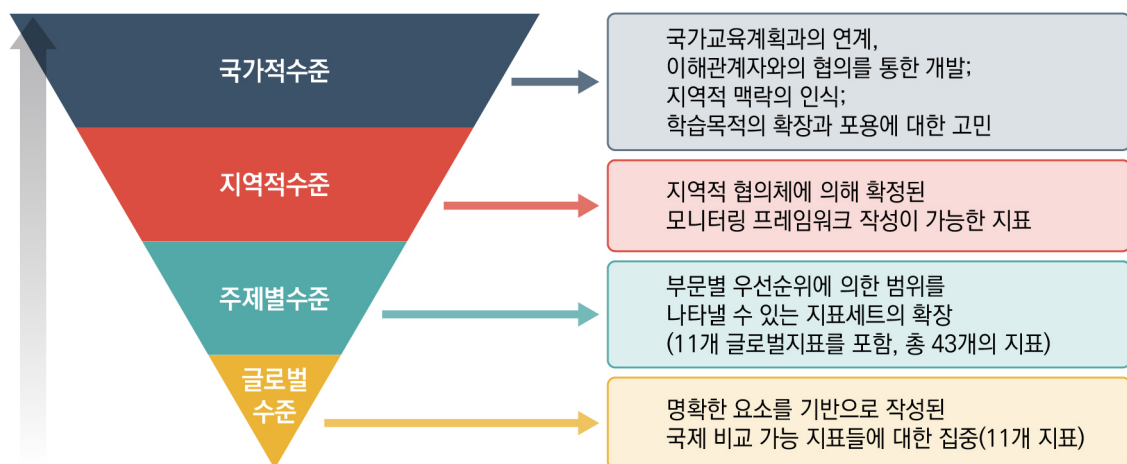 국가적수준
국가교육계획과의 연계,
이해관계자와의 협의를 통한 개발;
지역적 맥락의 인식;
학습목적의 확장과 포용에 대한 고민
지역적수준
지역적 협의체에 의해 확정된
모니터링 프레임워크 작성이 가능한 지표
주제별수준
부문별 우선순위에 의한 범위를
나타낼 수 있는 지표세트의 확장
(11개 글로벌지표를 포함, 총 43개의 지표)
글로벌
수준
명확한 요소를 기반으로 작성된
국제 비교 가능 지표들에 대한 집중(11개 지표)